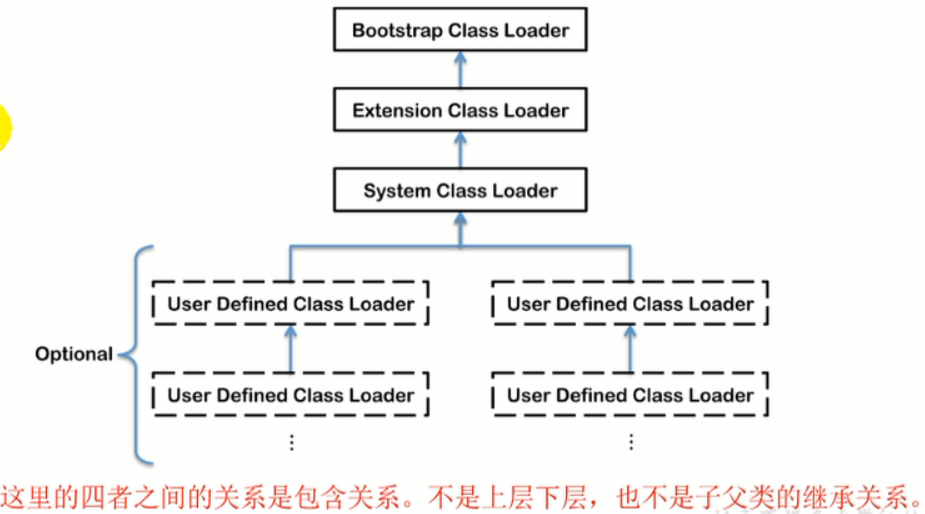 Bootstrap Class Loader
Extension Class Loader
System Class Loader
User Defined Class Loader
User Defined Class Loader
Optional
User Defined Class Loader
User Defined Class Loader
这里的四者之间的关系是包含关系。不是上层下层，也不是子父类的继承关系。